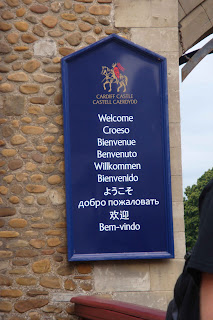 CARDIFF CASTLE
CASTELL CAERDYDD
Welcome
Croeso
Bienvenue
Benvenuto
Willkommen
Bienvenido
ようこそ
добро пожаловать
欢迎
Bem-vindo